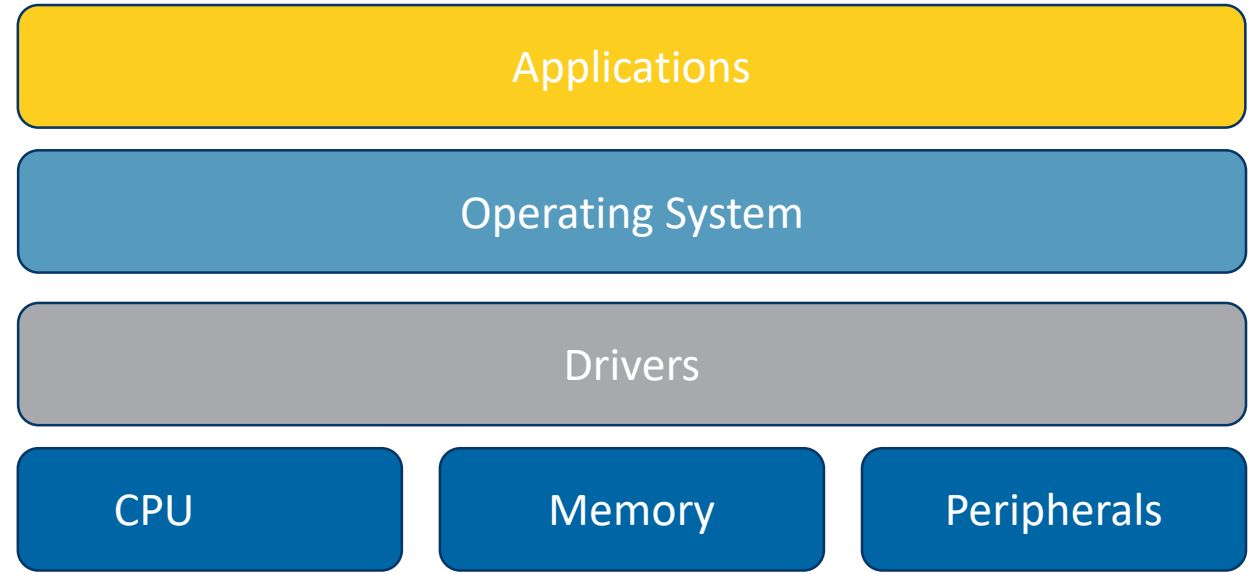 Applications
Operating System
Drivers
CPU
Memory
Peripherals